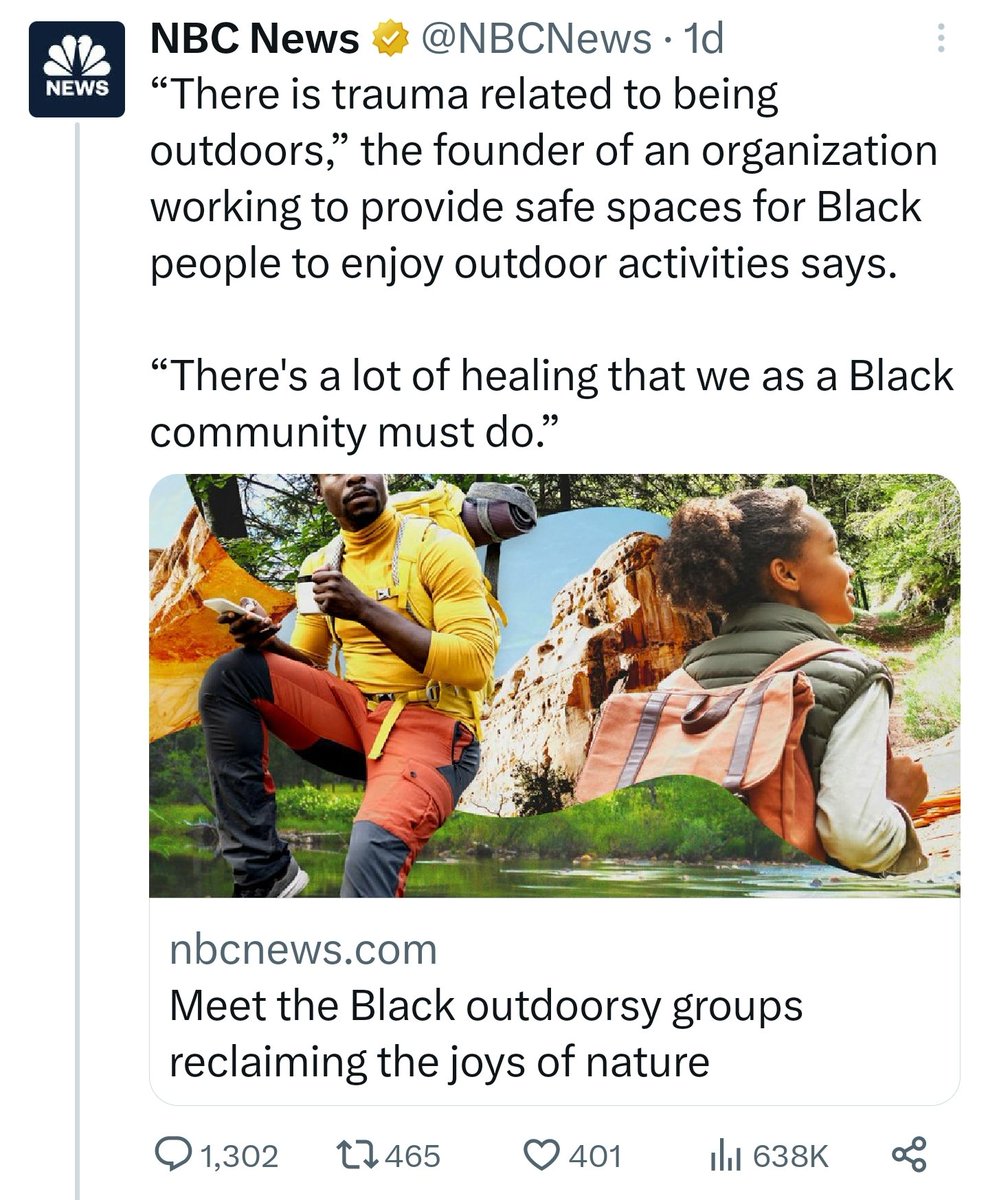 NBC News @NBCNews · 1d
NEWS
“There is trauma related to being
outdoors,” the founder of an organization
working to provide safe spaces for Black
people to enjoy outdoor activities says.
“There's a lot of healing that we as a Black
community must do.”
nbcnews.com
Meet the Black outdoorsy groups
reclaiming the joys of nature
1,302 465 401 638K